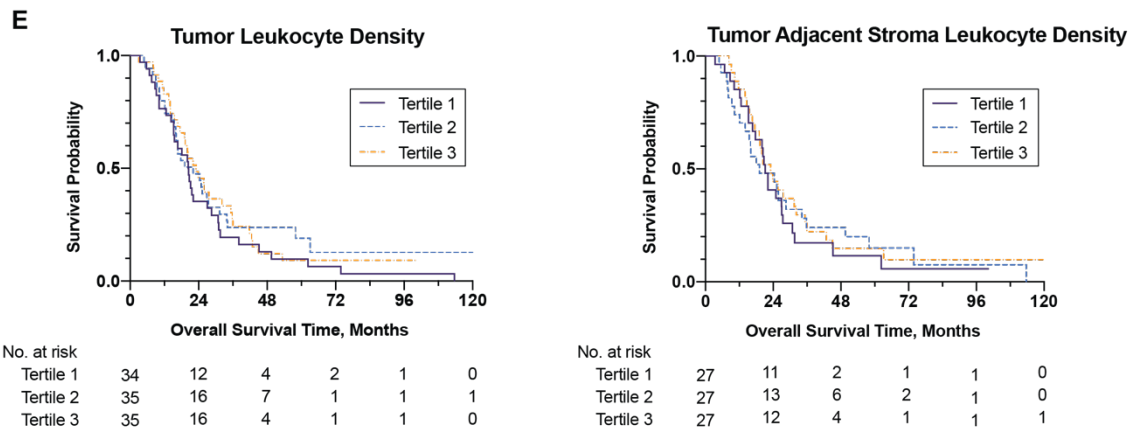 E
Tumor Leukocyte Density
Survival Probability
1.0
0.5
0.0
Tertile 1
Tertile 2
Tertile 3
0 24 48 72 96 120
Overall Survival Time, Months
No. at risk
Tertile 1 34 12 4 2 1 0
Tertile 2 35 16 7 1 1 1
Tertile 3 35 16 4 1 1 0
Tumor Adjacent Stroma Leukocyte Density
Survival Probability
1.0
0.5
0.0
Tertile 1
Tertile 2
Tertile 3
0 24 48 72 96 120
Overall Survival Time, Months
No. at risk
Tertile 1 27 11 2 1 1 0
Tertile 2 27 13 6 2 1 0
Tertile 3 27 12 4 1 1 1